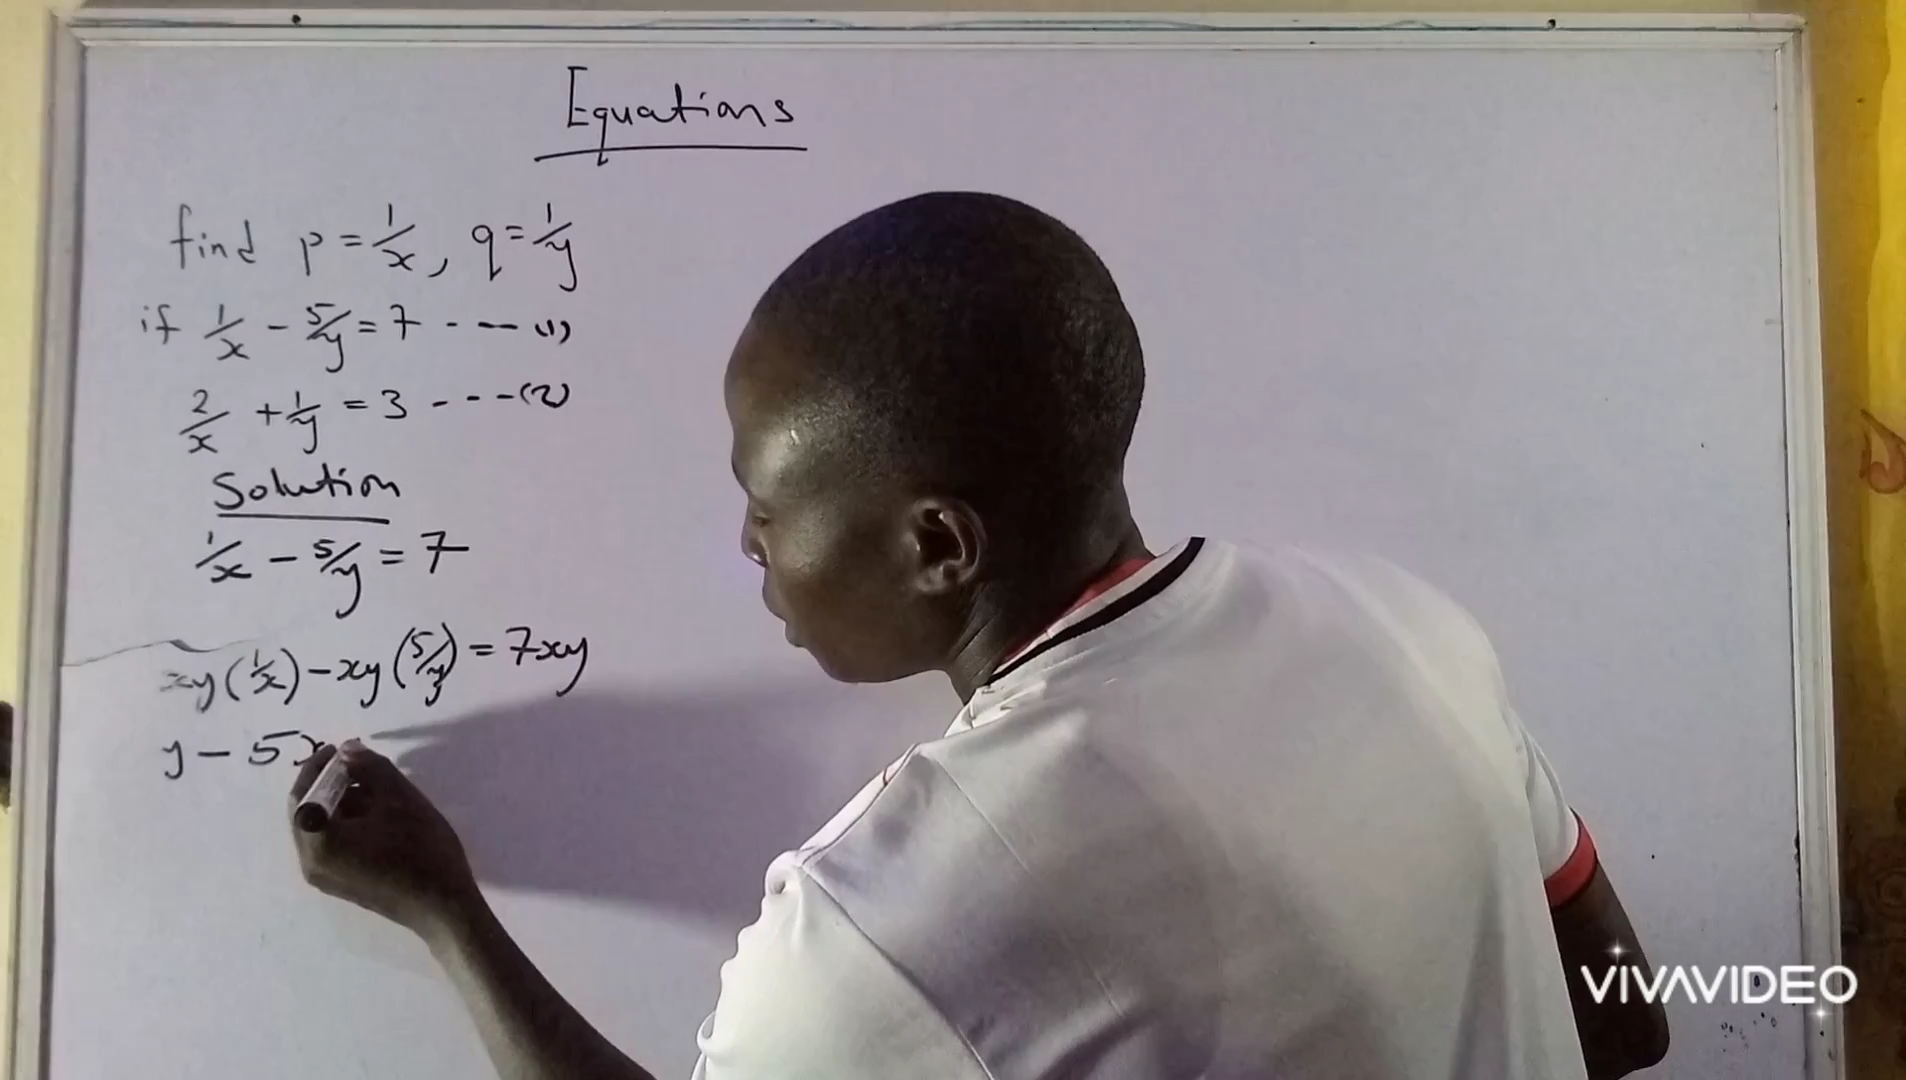 Equations
find p = 1/x, q = 1/y
if 1/x - 5/y = 7 - - - (1)
2/x + 1/y = 3 - - - (2)
Solution
1/x - 5/y = 7
xy(1/x) - xy(5/y) = 7xy
y - 5x
VIVAVIDEO